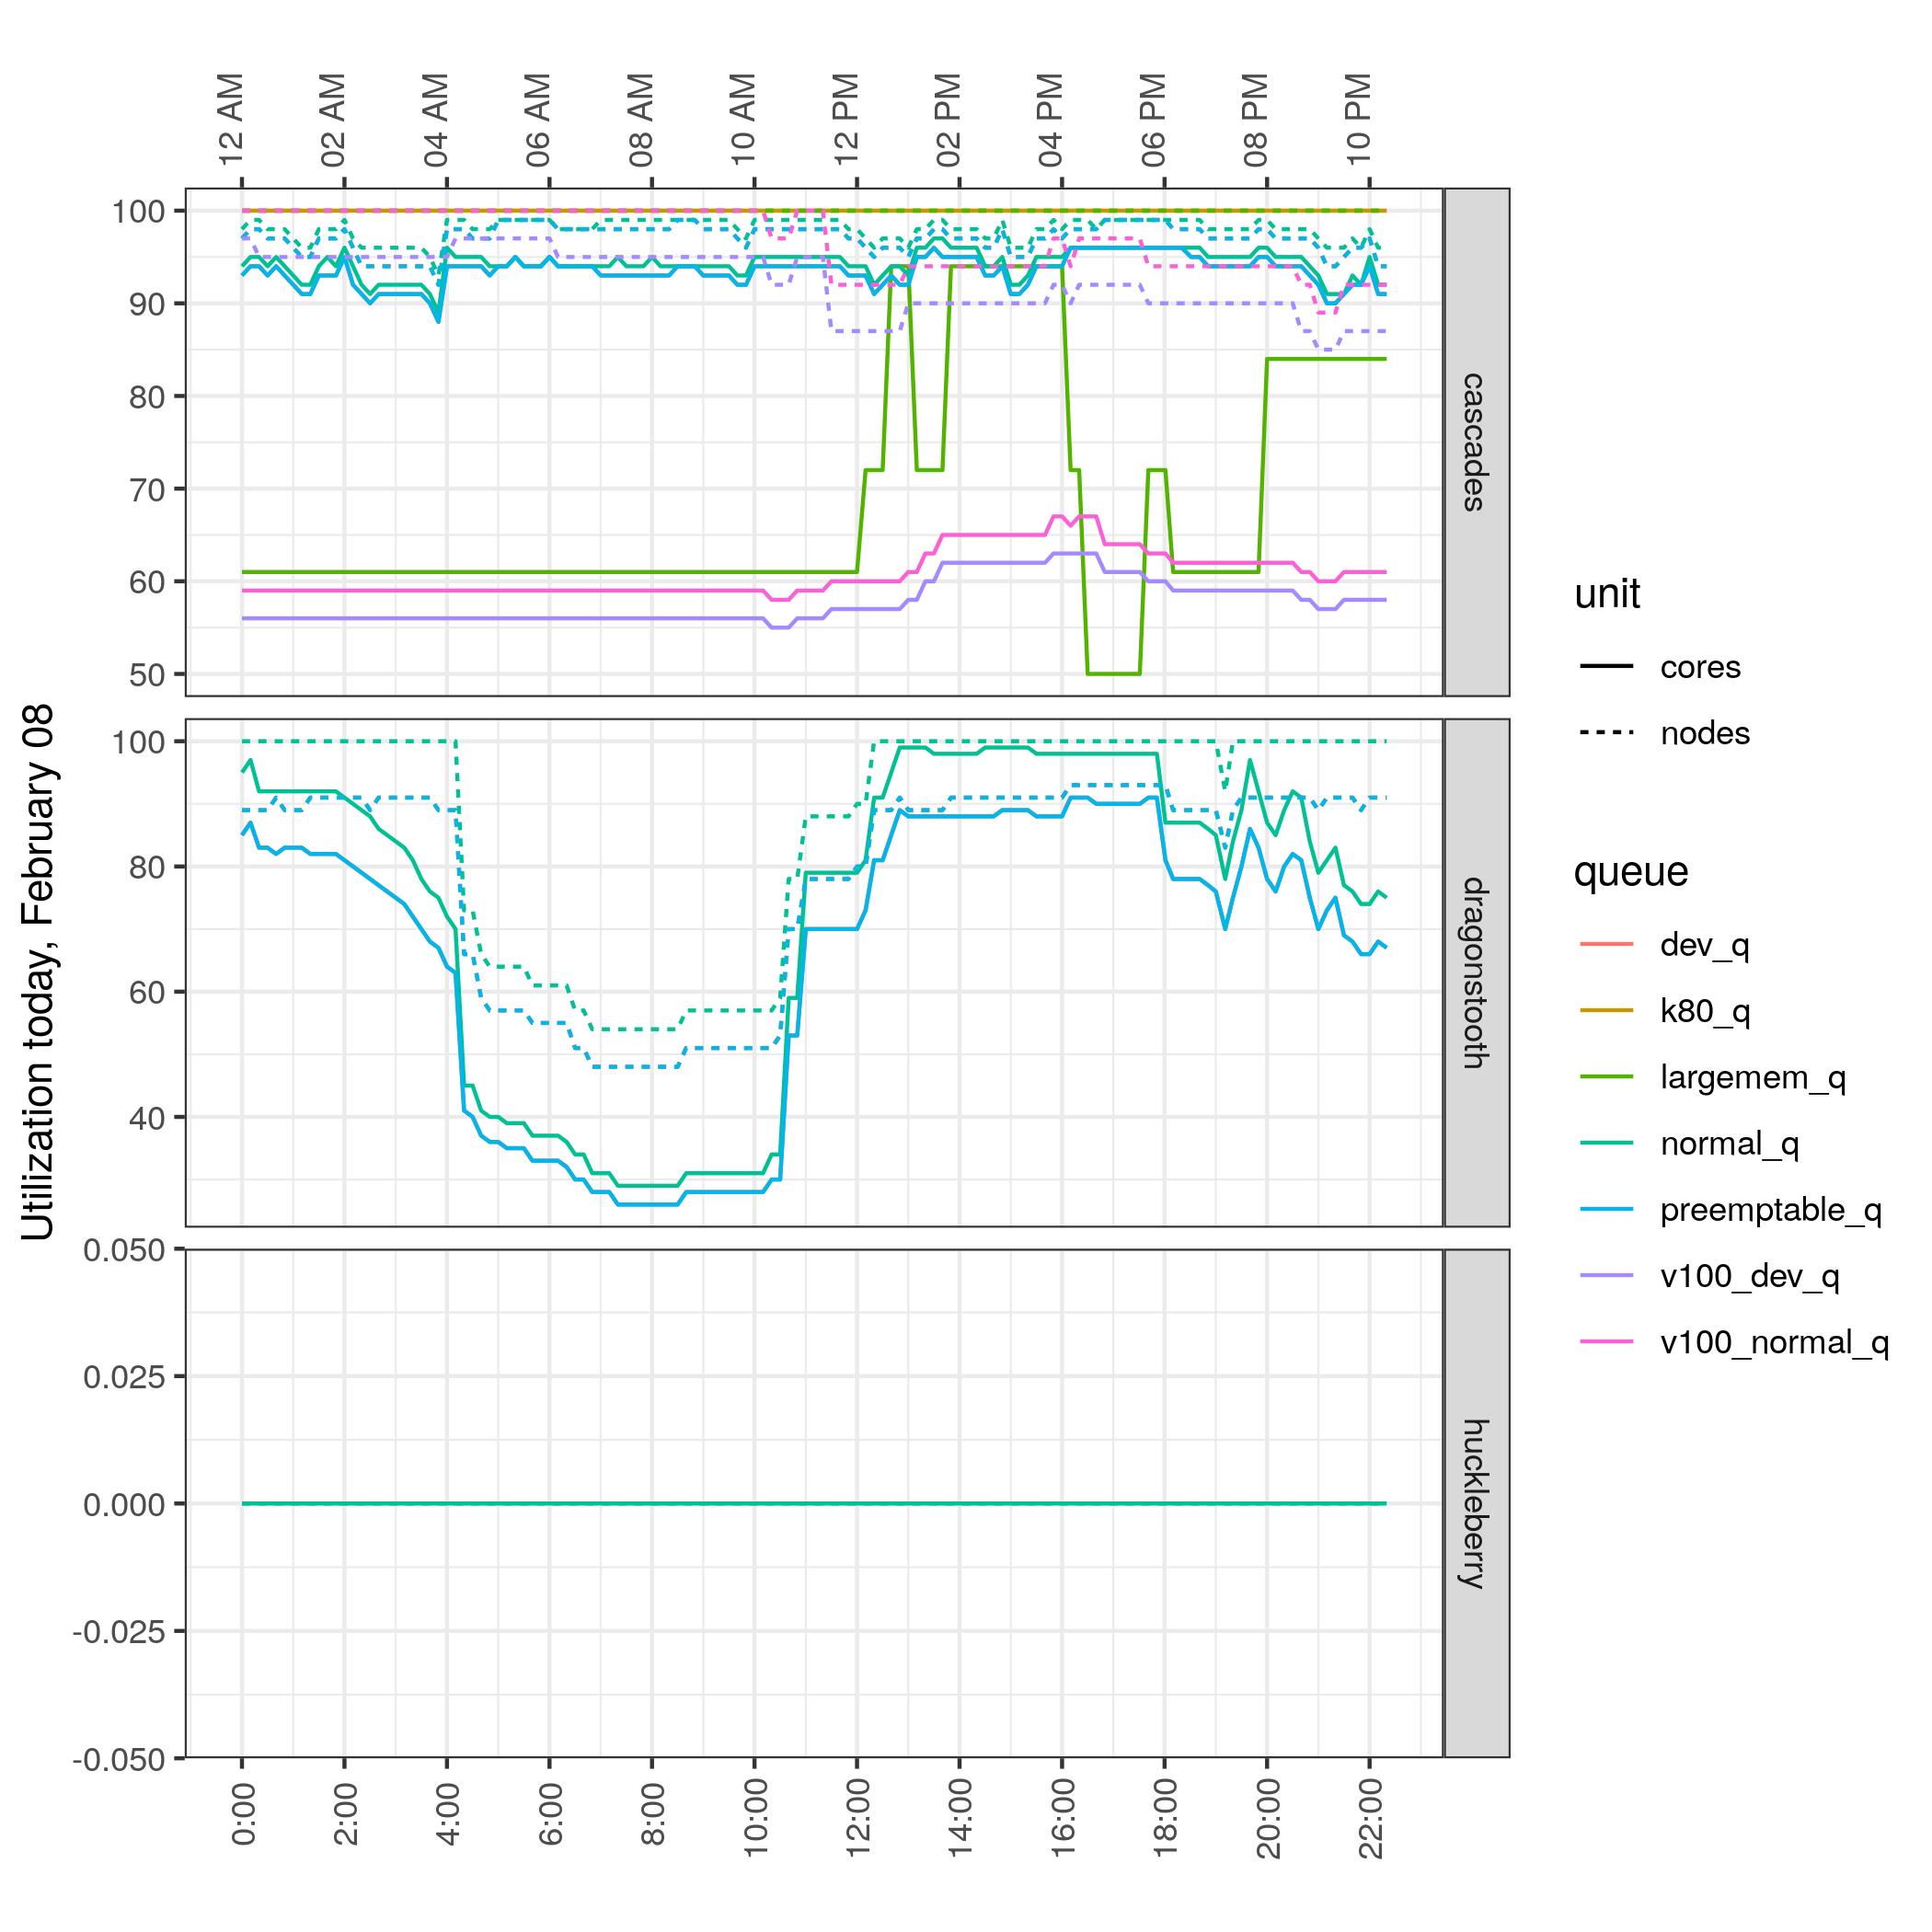 12 AM
02 AM
04 AM
06 AM
08 AM
10 AM
12 PM
02 PM
04 PM
06 PM
08 PM
10 PM
Utilization today, February 08
100
90
80
70
60
50
cascades
100
80
60
40
dragonstooth
0.050
0.025
0.000
-0.025
-0.050
huckleberry
0:00
2:00
4:00
6:00
8:00
10:00
12:00
14:00
16:00
18:00
20:00
22:00
unit
cores
nodes
queue
dev_q
k80_q
largemem_q
normal_q
preemptable_q
v100_dev_q
v100_normal_q